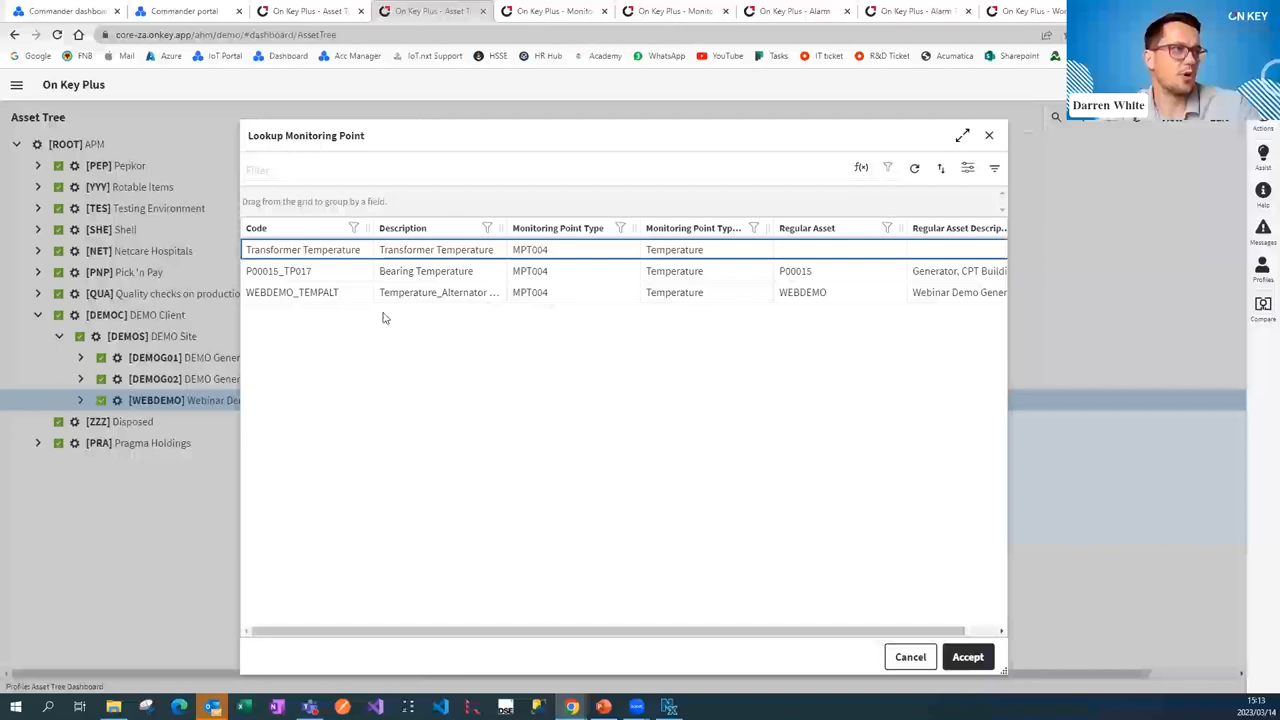 Commander dashboa
Commander portal
On Key Plus - Asset T
On Key Plus - Asset T
On Key Plus - Monito
On Key Plus - Monito
On Key Plus - Alarm
On Key Plus - Alarm T
On Key Plus - Wo
core-za.onkey.app/ahm/demo/#dashboard/AssetTree
Google
FNB
Mail
Azure
IoT Portal
Dashboard
Acc Manager
IoT.nxt Support
HSSE
HR Hub
Academy
WhatsApp
YouTube
Tasks
IT ticket
R&D Ticket
Acumatica
Sharepoint
ON KEY
Darren White
On Key Plus
Asset Tree
[ROOT] APM
[PEP] Pepkor
[YYY] Rotable Items
[TES] Testing Environment
[SHE] Shell
[NET] Netcare Hospitals
[PNP] Pick 'n Pay
[QUA] Quality checks on productio
[DEMOC] DEMO Client
[DEMOS] DEMO Site
[DEMOG01] DEMO Gener
[DEMOG02] DEMO Gener
[WEBDEMO] Webinar De
[ZZZ] Disposed
[PRA] Pragma Holdings
Lookup Monitoring Point
Filter
f(x)
Drag from the grid to group by a field.
Code Description Monitoring Point Type Monitoring Point Typ... Regular Asset Regular Asset Descrip...
Transformer Temperature Transformer Temperature MPT004 Temperature
P00015_TP017 Bearing Temperature MPT004 Temperature P00015 Generator, CPT Buildi
WEBDEMO_TEMPALT Temperature_Alternator ... MPT004 Temperature WEBDEMO Webinar Demo Gener
Cancel
Accept
Actions
Assist
Help
Alerts
Profiles
Compare
Profile: Asset Tree Dashboard
DSE
15:13
2023/03/14